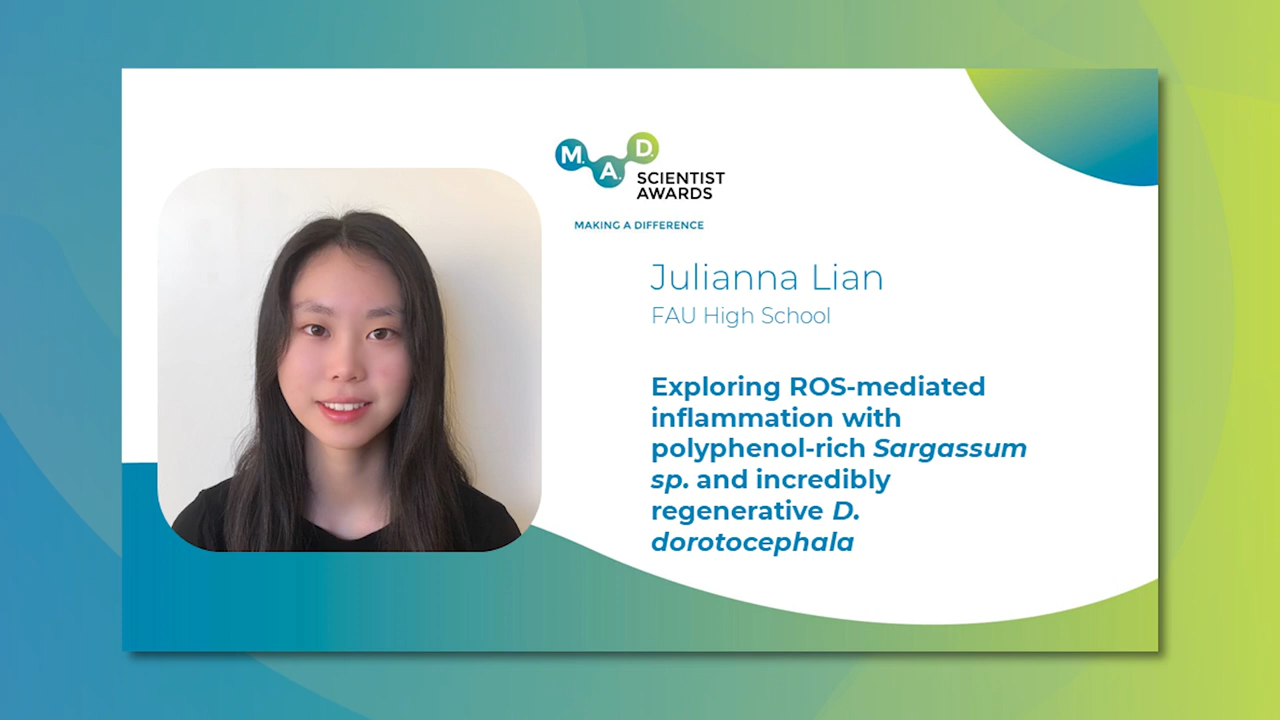 M.
A.
D.
SCIENTIST
AWARDS
MAKING A DIFFERENCE
Julianna Lian
FAU High School
Exploring ROS-mediated
inflammation with
polyphenol-rich Sargassum
sp. and incredibly
regenerative D.
dorotocephala